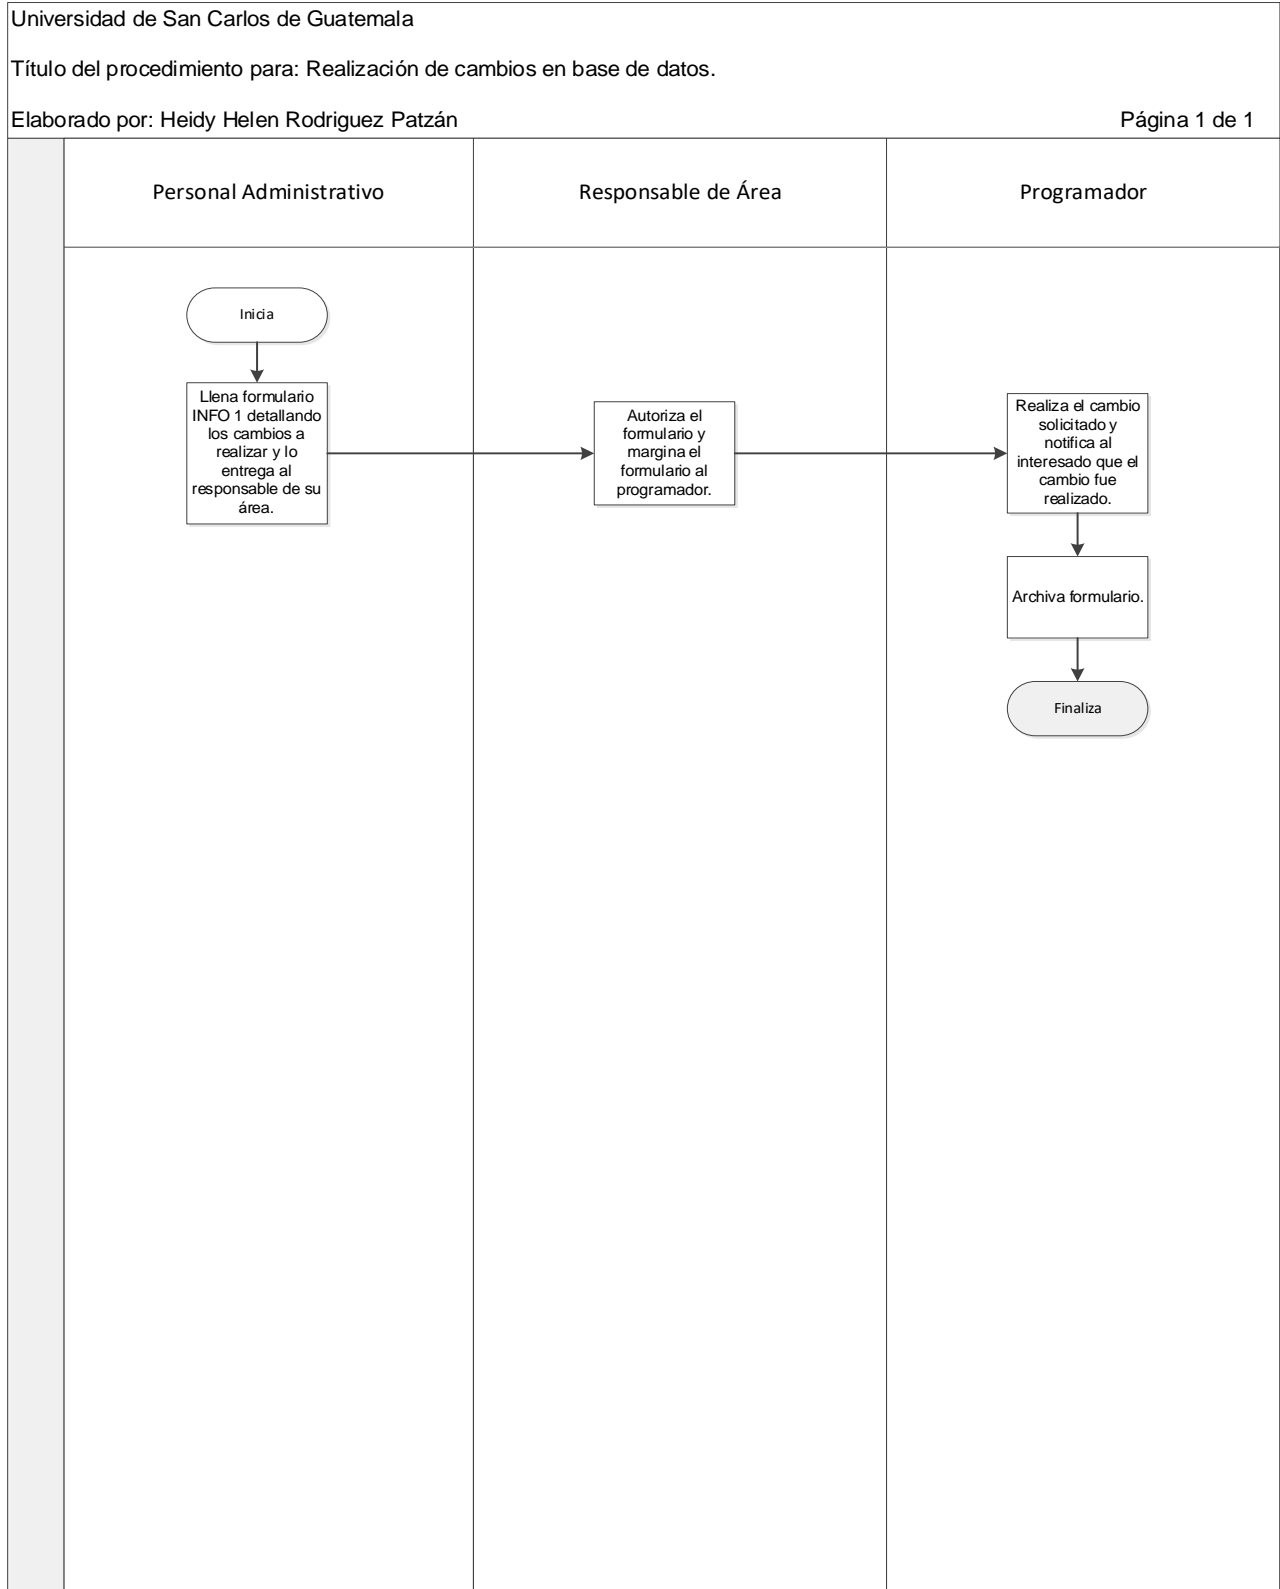 Universidad de San Carlos de Guatemala
Título del procedimiento para: Realización de cambios en base de datos.
Elaborado por: Heidy Helen Rodriguez Patzán
Página 1 de 1
Personal Administrativo
Responsable de Área
Programador
Inicia
Llena formulario
INFO 1 detallando
los cambios a
realizar y lo
entrega al
responsable de su
área.
Autoriza el
formulario y
margina el
formulario al
programador.
Realiza el cambio
solicitado y
notifica al
interesado que el
cambio fue
realizado.
Archiva formulario.
Finaliza